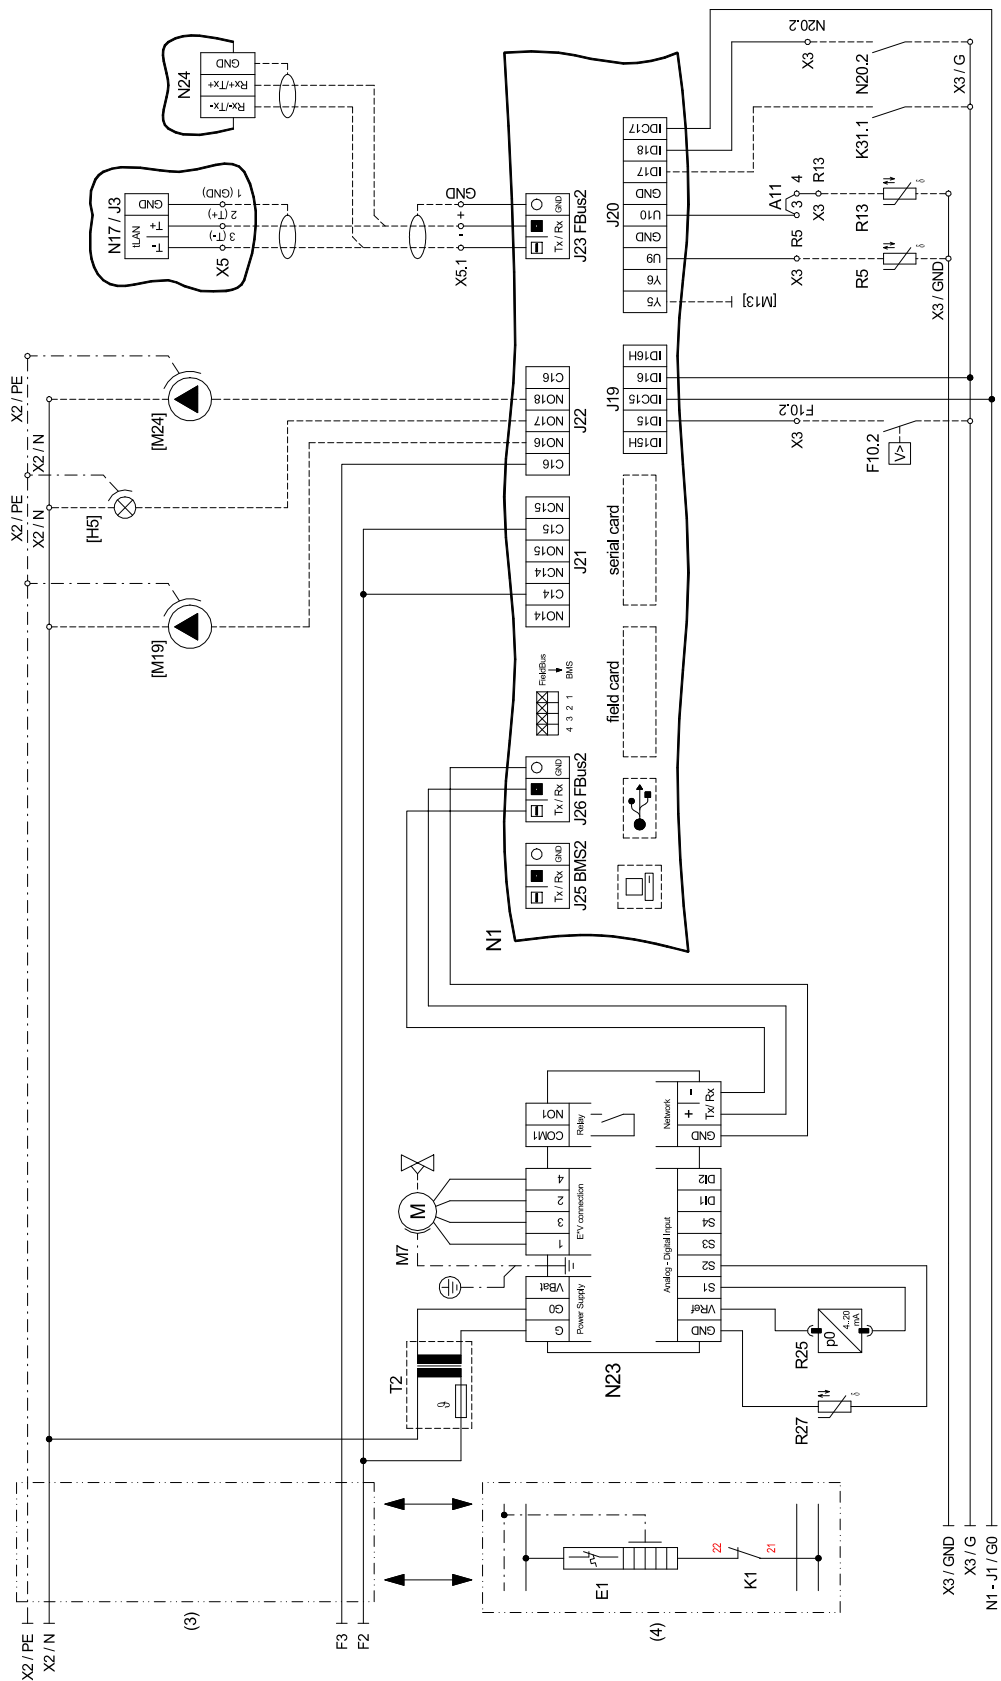 X2 / PE
X2 / N
F3
F2
(3)
(4)
E1
K1
22
21
X3 / GND
X3 / G
N1 - J1 / G0
T2
ϑ
N23
G
G0
VBat
Power Supply
M7
M
1
3
2
4
E*V connection
COM1
NO1
Relay
GND
VRef
S1
S2
S3
S4
DI1
DI2
Analog - Digital Input
GND
+
-
Tx/ Rx
Network
R27
δ
R25
p0
4..20
mA
N1
Tx / Rx
GND
J25 BMS2
Tx / Rx
GND
J26 FBus2
4 3 2 1
FieldBus
BMS
field card
serial card
NO14
C14
NC14
NO15
C15
NC15
J21
C16
NO16
NO17
NO18
C16
J22
[M19]
[H5]
[M24]
X2 / PE
X2 / N
X2 / PE
X2 / N
Tx / Rx
GND
J23 FBus2
X5.1
-
+
GND
N17 / J3
tLAN
T-
T+
GND
X5
3 (T-)
2 (T+)
1 (GND)
N24
Rx-/Tx-
Rx+/Tx+
GND
ID15H
ID15
IDC15
ID16
ID16H
J19
Y5
Y6
U9
GND
U10
GND
ID17
ID18
IDC17
J20
[M13]
X3
F10.2
F10.2
V>
X3
R5
R5
δ
A11
3
4
X3
R13
R13
δ
X3 / GND
K31.1
X3
N20.2
N20.2
X3 / G